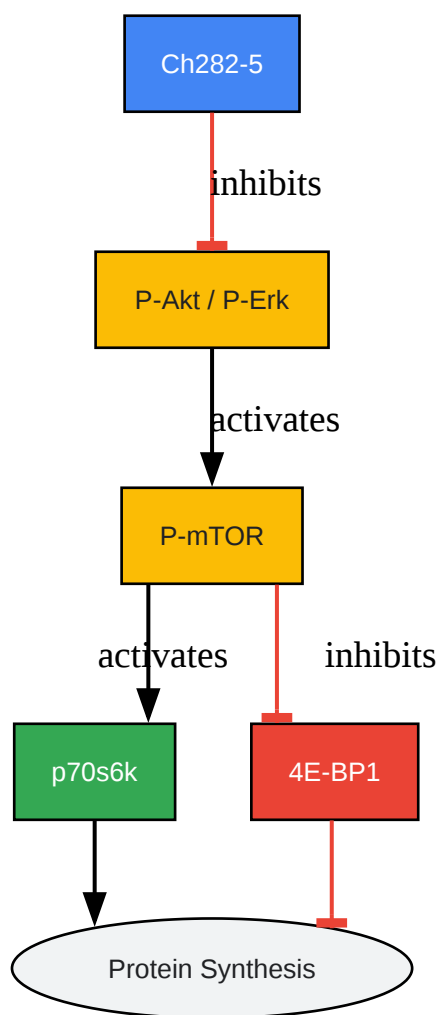 Ch282-5
inhibits
P-Akt / P-Erk
activates
P-mTOR
activates
inhibits
p70s6k
4E-BP1
Protein Synthesis